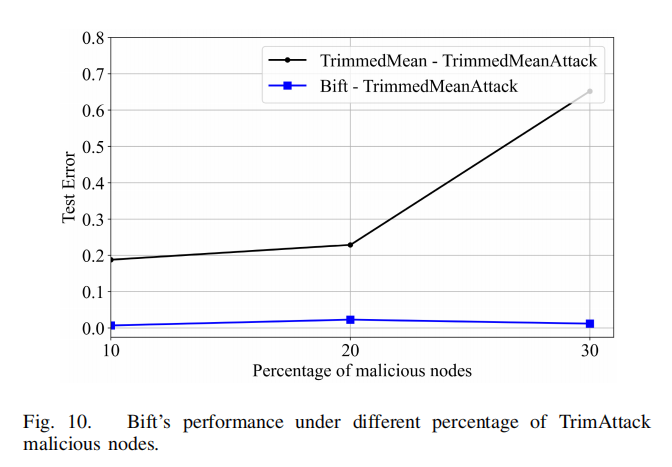 0.8
0.7
0.6
0.5
0.4
0.3
0.2
0.1
0.0
Test Error
TrimmedMean - TrimmedMeanAttack
Bift - TrimmedMeanAttack
10 20 30
Percentage of malicious nodes
Fig. 10. Bift's performance under different percentage of TrimAttack
malicious nodes.